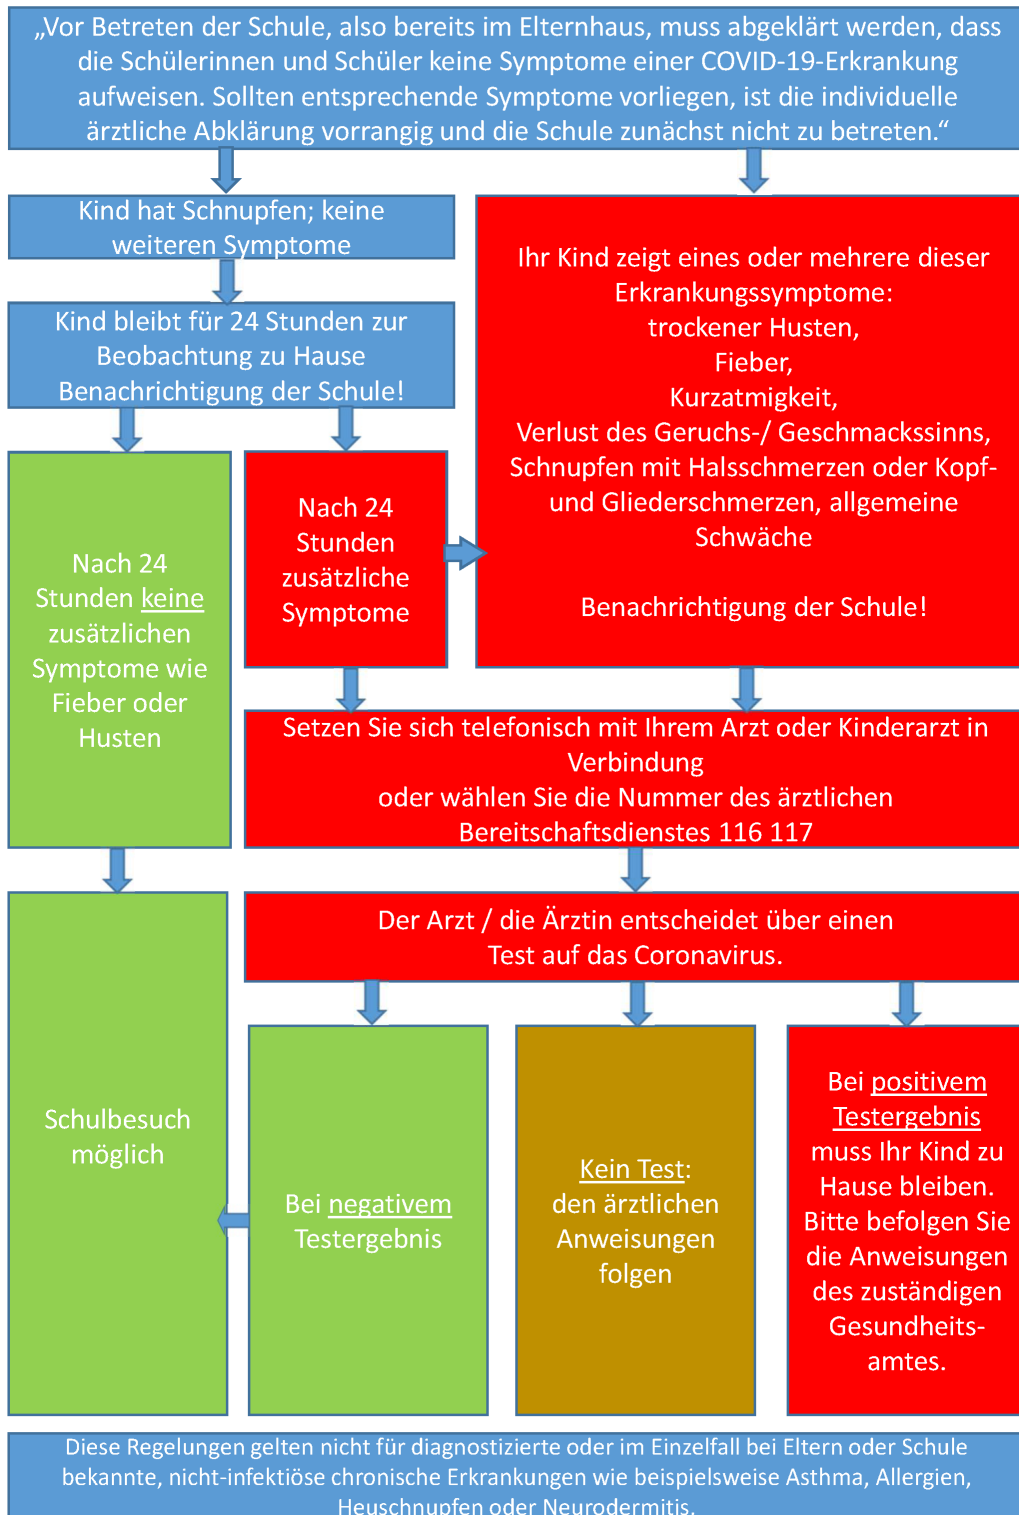 „Vor Betreten der Schule, also bereits im Elternhaus, muss abgeklärt werden, dass
die Schülerinnen und Schüler keine Symptome einer COVID-19-Erkrankung
aufweisen. Sollten entsprechende Symptome vorliegen, ist die individuelle
ärztliche Abklärung vorrangig und die Schule zunächst nicht zu betreten.“
Kind hat Schnupfen; keine
weiteren Symptome
Kind bleibt für 24 Stunden zur
Beobachtung zu Hause
Benachrichtigung der Schule!
Ihr Kind zeigt eines oder mehrere dieser
Erkrankungssymptome:
trockener Husten,
Fieber,
Kurzatmigkeit,
Verlust des Geruchs-/ Geschmackssinns,
Schnupfen mit Halsschmerzen oder Kopf-
und Gliederschmerzen, allgemeine
Schwäche
Benachrichtigung der Schule!
Nach 24
Stunden keine
zusätzlichen
Symptome wie
Fieber oder
Husten
Nach 24
Stunden
zusätzliche
Symptome
Setzen Sie sich telefonisch mit Ihrem Arzt oder Kinderarzt in
Verbindung
oder wählen Sie die Nummer des ärztlichen
Bereitschaftsdienstes 116 117
Der Arzt / die Ärztin entscheidet über einen
Test auf das Coronavirus.
Schulbesuch
möglich
Bei negativem
Testergebnis
Kein Test:
den ärztlichen
Anweisungen
folgen
Bei positivem
Testergebnis
muss Ihr Kind zu
Hause bleiben.
Bitte befolgen Sie
die Anweisungen
des zuständigen
Gesundheits-
amtes.
Diese Regelungen gelten nicht für diagnostizierte oder im Einzelfall bei Eltern oder Schule
bekannte, nicht-infektiöse chronische Erkrankungen wie beispielsweise Asthma, Allergien,
Heuschnupfen oder Neurodermitis.